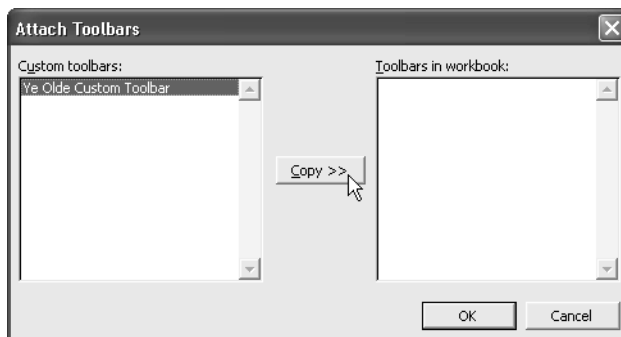 Attach Toolbars
Custom toolbars:
Toolbars in workbook:
Ye Olde Custom Toolbar
Copy >>
OK
Cancel